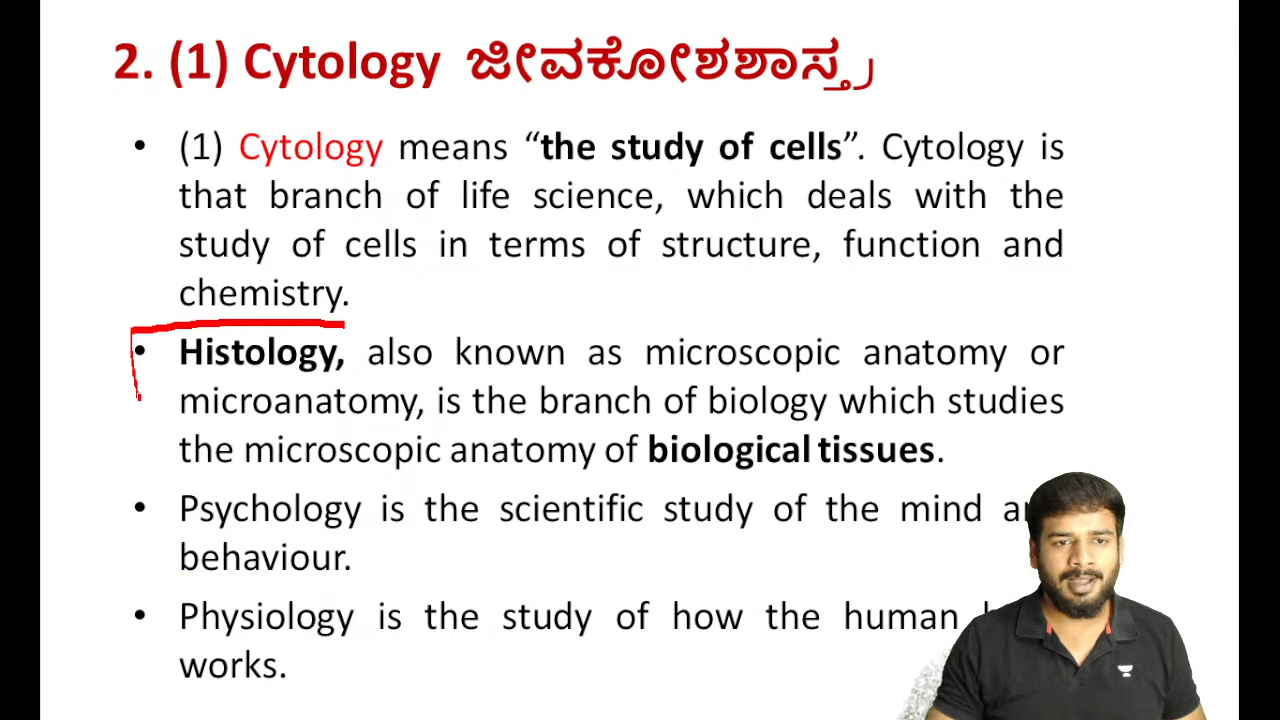 2. (1) Cytology ಜೀವಕೋಶಶಾಸ್ತ್ರ
• (1) Cytology means “the study of cells”. Cytology is
that branch of life science, which deals with the
study of cells in terms of structure, function and
chemistry.
• Histology, also known as microscopic anatomy or
microanatomy, is the branch of biology which studies
the microscopic anatomy of biological tissues.
• Psychology is the scientific study of the mind
behaviour.
• Physiology is the study of how the human
works.